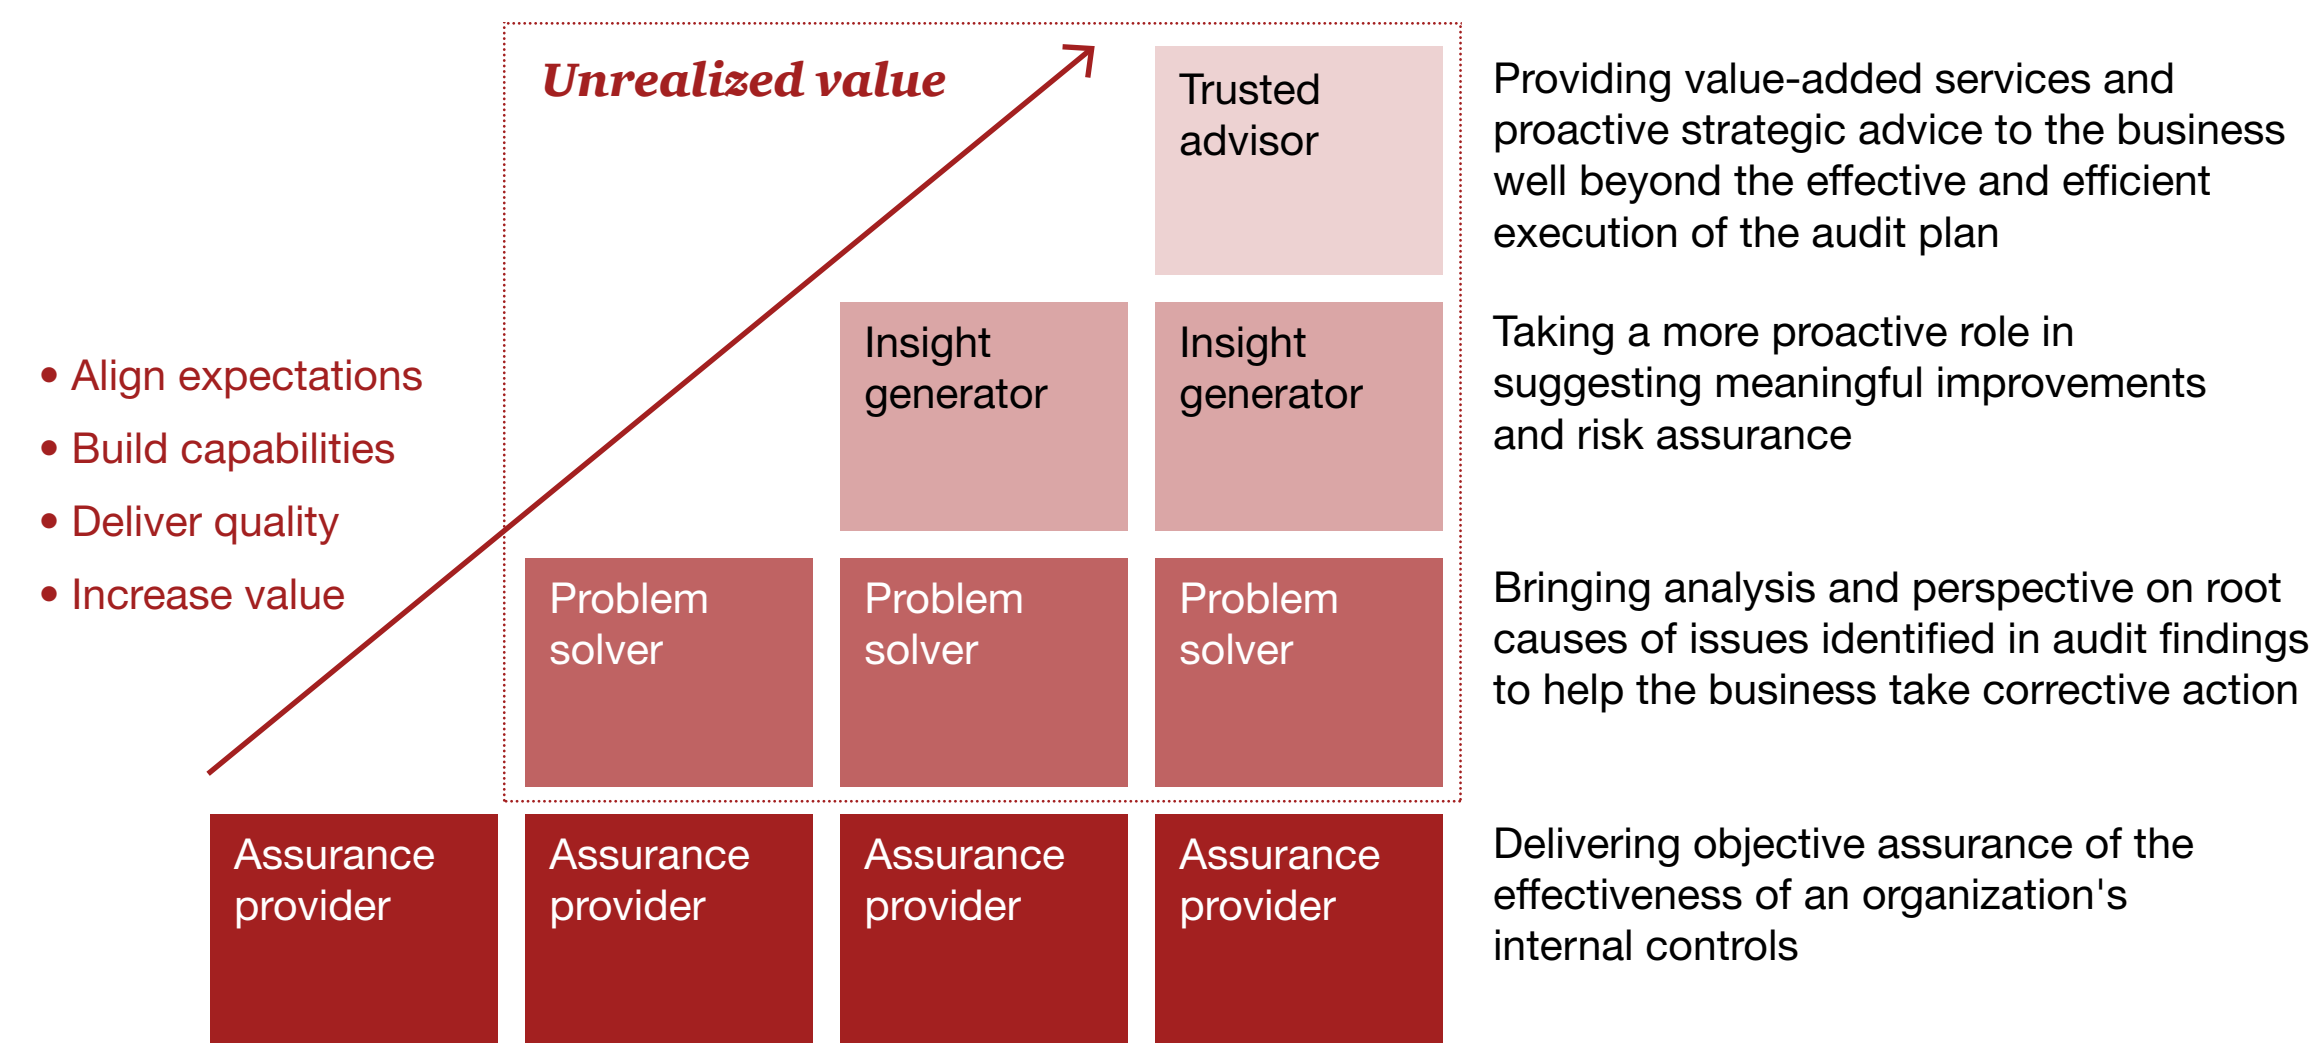 Unrealized value
Trusted
advisor
Providing value-added services and
proactive strategic advice to the business
well beyond the effective and efficient
execution of the audit plan
• Align expectations
• Build capabilities
• Deliver quality
• Increase value
Insight
generator
Insight
generator
Taking a more proactive role in
suggesting meaningful improvements
and risk assurance
Problem
solver
Problem
solver
Problem
solver
Bringing analysis and perspective on root
causes of issues identified in audit findings
to help the business take corrective action
Assurance
provider
Assurance
provider
Assurance
provider
Assurance
provider
Delivering objective assurance of the
effectiveness of an organization's
internal controls